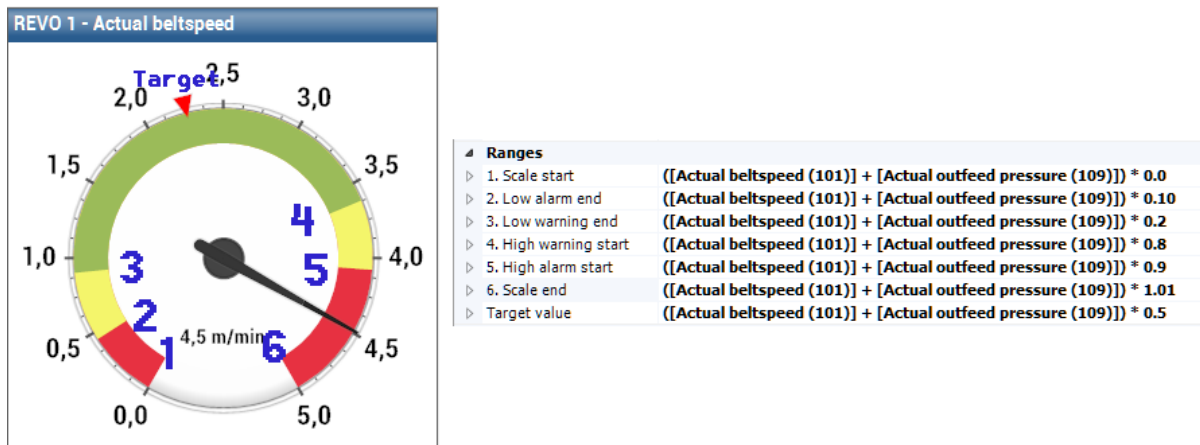 REVO 1 - Actual beltspeed
Target
2,5
2,0
3,0
1,5
3,5
4
1,0
3
5
4,0
2
4,5 m/min
6
1
0,5
4,5
0,0
5,0
Ranges
1. Scale start ([Actual beltspeed (101)] + [Actual outfeed pressure (109)]) * 0.0
2. Low alarm end ([Actual beltspeed (101)] + [Actual outfeed pressure (109)]) * 0.10
3. Low warning end ([Actual beltspeed (101)] + [Actual outfeed pressure (109)]) * 0.2
4. High warning start ([Actual beltspeed (101)] + [Actual outfeed pressure (109)]) * 0.8
5. High alarm start ([Actual beltspeed (101)] + [Actual outfeed pressure (109)]) * 0.9
6. Scale end ([Actual beltspeed (101)] + [Actual outfeed pressure (109)]) * 1.01
Target value ([Actual beltspeed (101)] + [Actual outfeed pressure (109)]) * 0.5